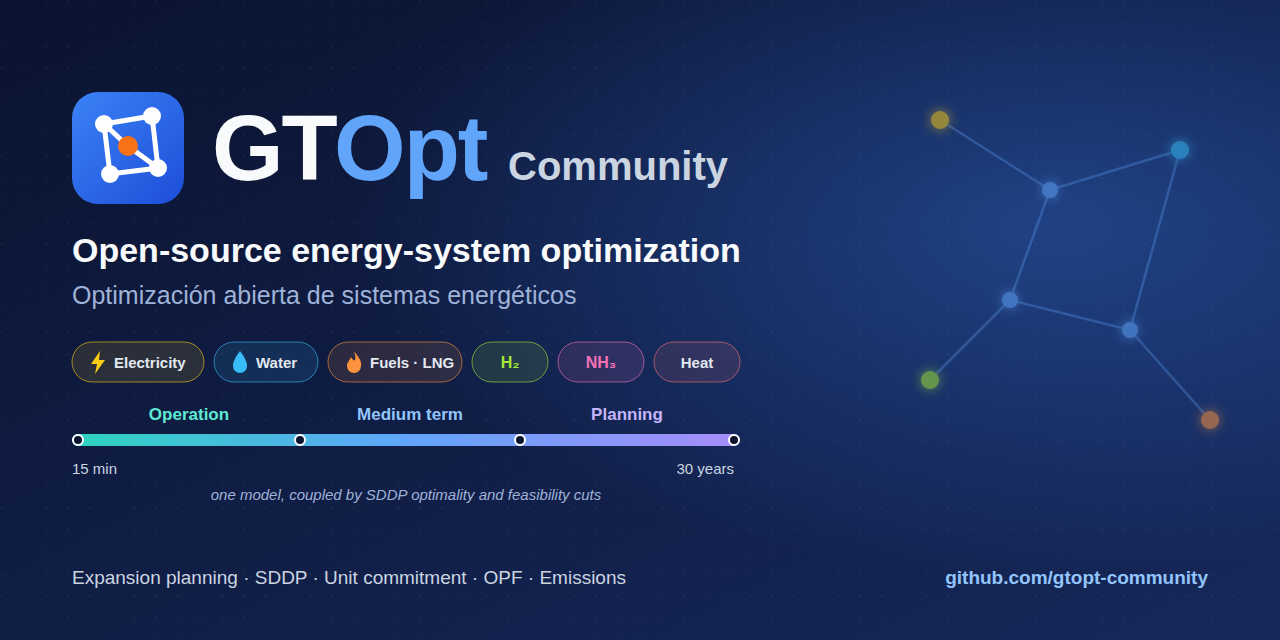 GTOpt Community
Open-source energy-system optimization
Optimización abierta de sistemas energéticos
Electricity Water Fuels · LNG H₂ NH₃ Heat
Operation Medium term Planning
15 min 30 years
one model, coupled by SDDP optimality and feasibility cuts
Expansion planning · SDDP · Unit commitment · OPF · Emissions
github.com/gtopt-community